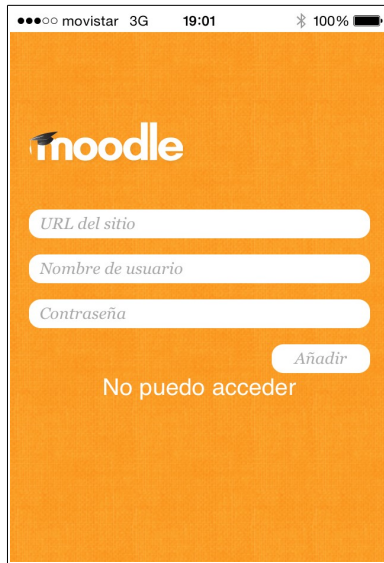 movistar 3G 19:01 100%
moodle
URL del sitio
Nombre de usuario
Contraseña
Añadir
No puedo acceder